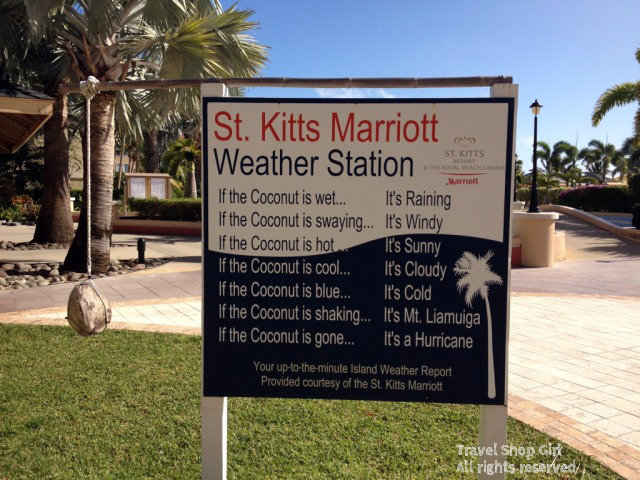 St. Kitts Marriott
Weather Station
ST. KITTS
RESORT
& THE ROYAL BEACH CASINO
Marriott
If the Coconut is wet... It's Raining
If the Coconut is swaying... It's Windy
If the Coconut is hot ... It's Sunny
If the Coconut is cool... It's Cloudy
If the Coconut is blue... It's Cold
If the Coconut is shaking... It's Mt. Liamuiga
If the Coconut is gone... It's a Hurricane
Your up-to-the-minute Island Weather Report
Provided courtesy of the St. Kitts Marriott
Travel Shop Girl
All rights reserved